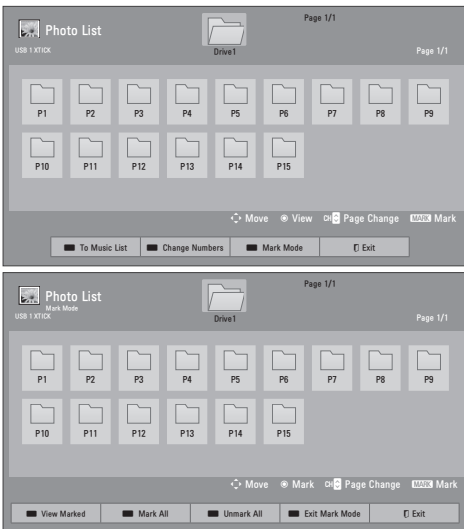 Page 1/1
Photo List
USB 1 XTICK
Drive1
Page 1/1
P1 P2 P3 P4 P5 P6 P7 P8 P9
P10 P11 P12 P13 P14 P15
Move View CH Page Change MARK Mark
To Music List Change Numbers Mark Mode Exit
Page 1/1
Photo List
Mark Mode
USB 1 XTICK
Drive1
Page 1/1
P1 P2 P3 P4 P5 P6 P7 P8 P9
P10 P11 P12 P13 P14 P15
Move Mark CH Page Change MARK Mark
View Marked Mark All Unmark All Exit Mark Mode Exit